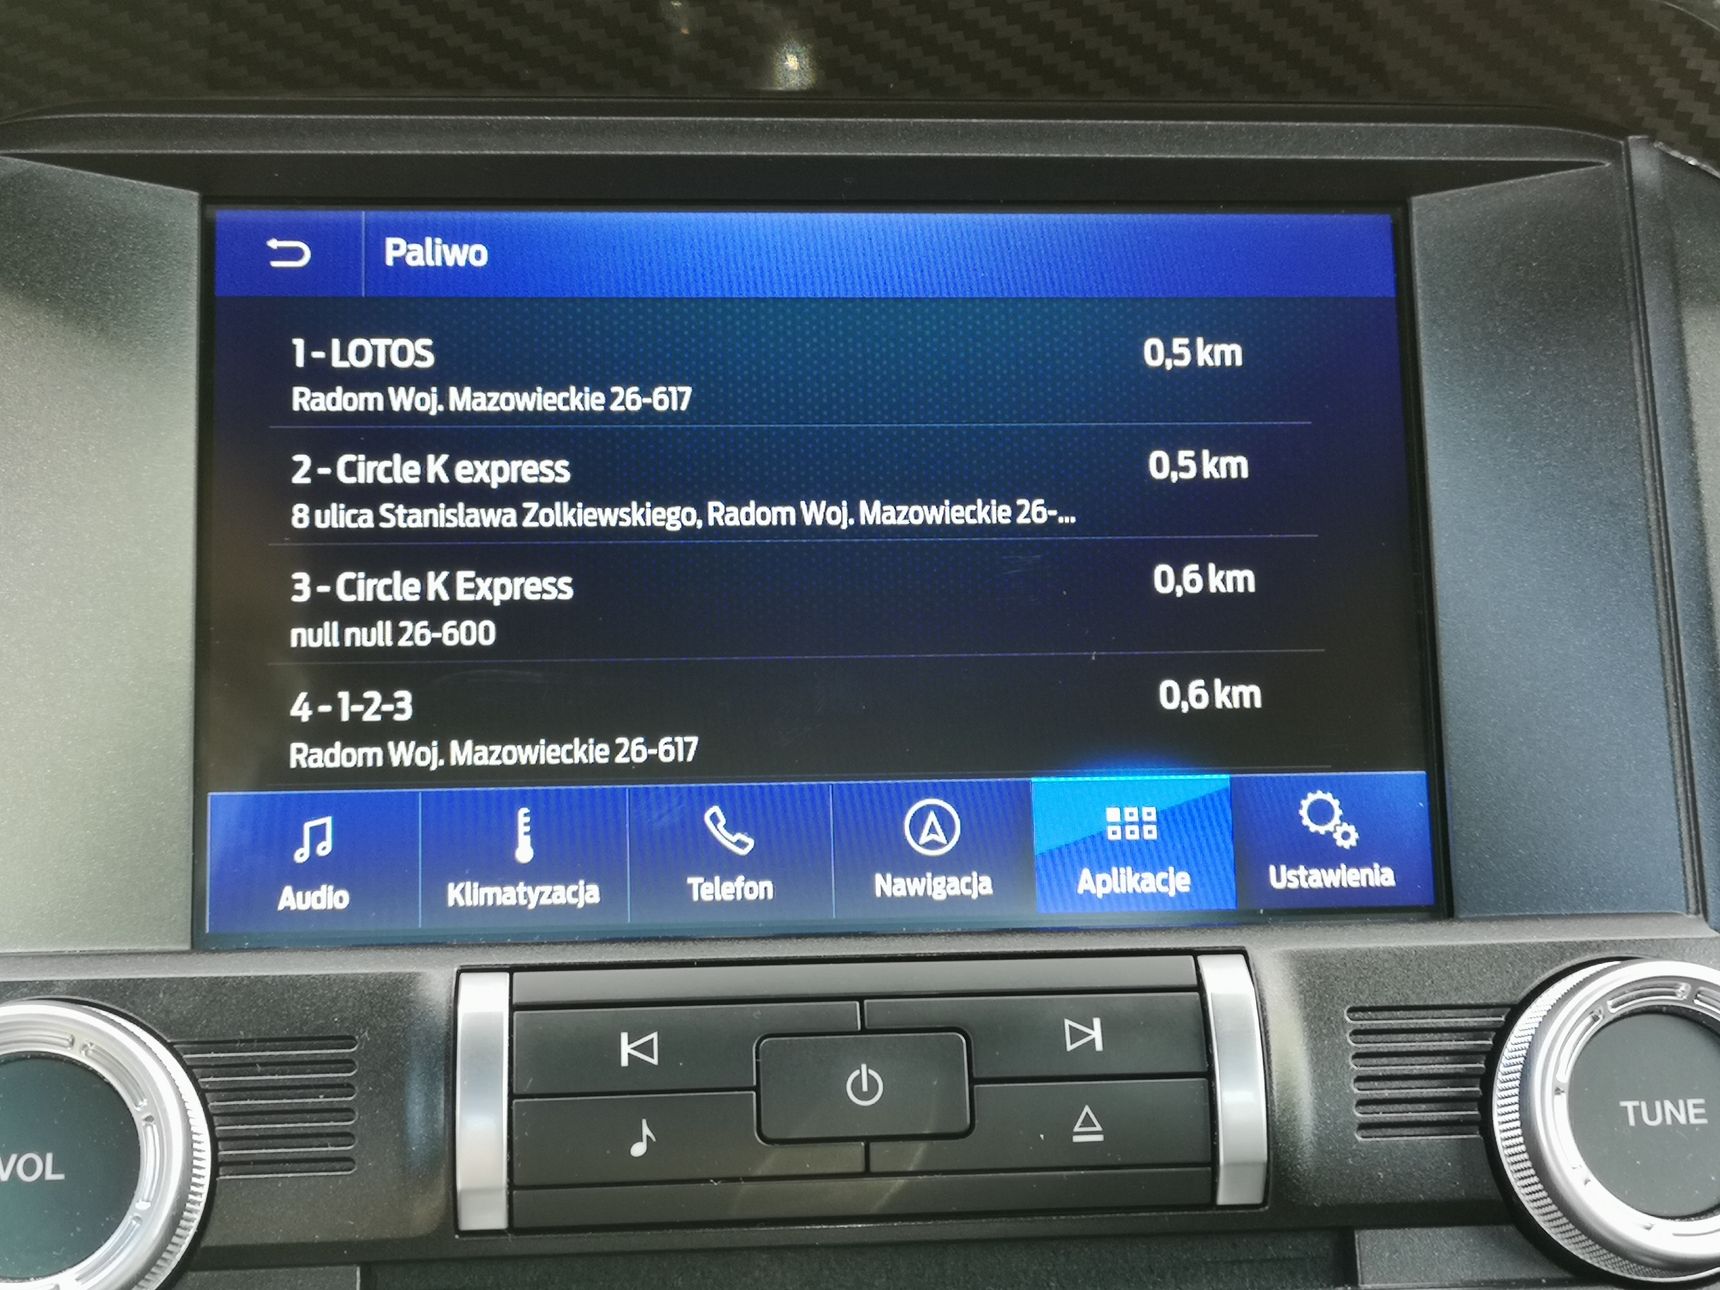 Paliwo
1 - LOTOS
0,5 km
Radom Woj. Mazowieckie 26-617
2 - Circle K express
0,5 km
8 ulica Stanislawa Zolkiewskiego, Radom Woj. Mazowieckie 26-...
3 - Circle K Express
0,6 km
null null 26-600
4 - 1-2-3
0,6 km
Radom Woj. Mazowieckie 26-617
Audio
Klimatyzacja
Telefon
Nawigacja
Aplikacje
Ustawienia
VOL
TUNE